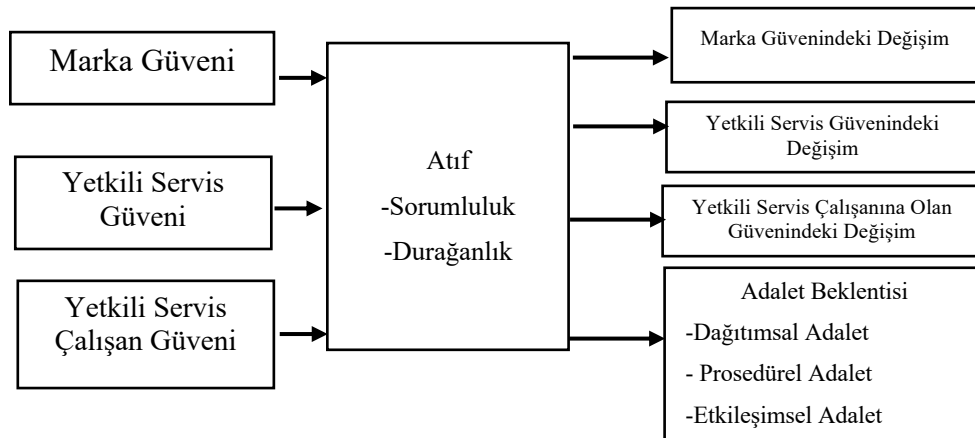 Marka Güveni
Yetkili Servis
Güveni
Yetkili Servis
Çalışan Güveni
Atıf
-Sorumluluk
-Durağanlık
Marka Güvenindeki Değişim
Yetkili Servis Güvenindeki
Değişim
Yetkili Servis Çalışanına Olan
Güvenindeki Değişim
Adalet Beklentisi
-Dağıtımsal Adalet
- Prosedürel Adalet
-Etkileşimsel Adalet